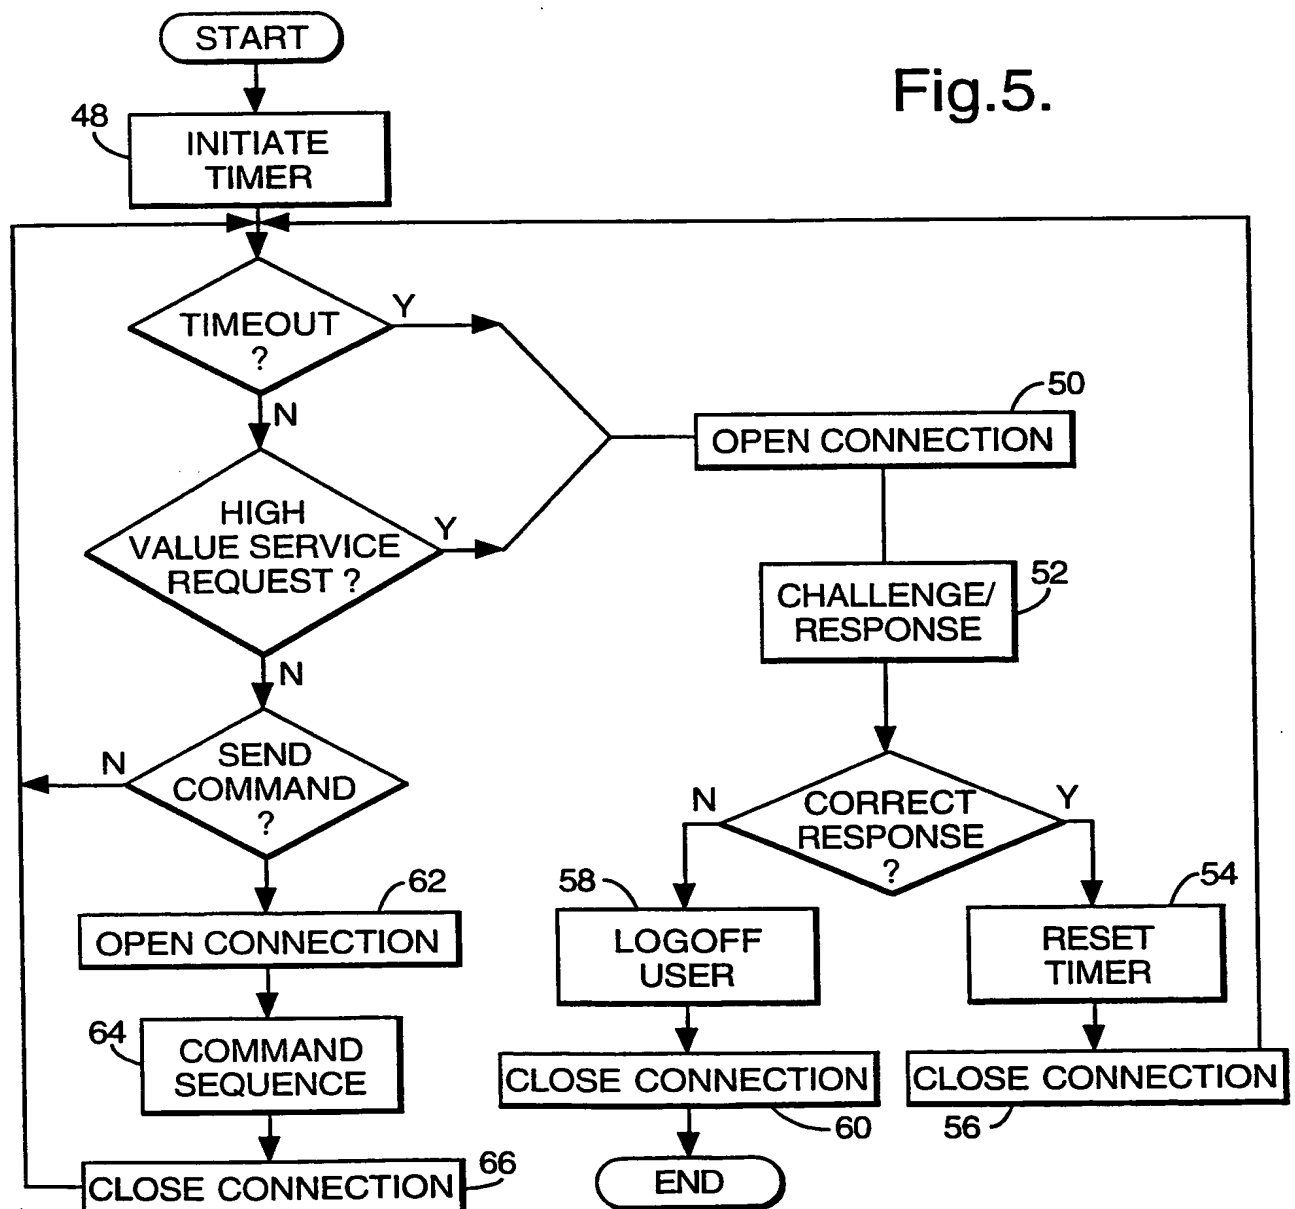 START
Fig.5.
48
INITIATE
TIMER
TIMEOUT
?
Y
N
50
OPEN CONNECTION
HIGH
VALUE SERVICE
REQUEST ?
Y
N
CHALLENGE/
RESPONSE
52
SEND
COMMAND
?
N
CORRECT
RESPONSE
?
N
Y
62
OPEN CONNECTION
58
LOGOFF
USER
54
RESET
TIMER
64
COMMAND
SEQUENCE
CLOSE CONNECTION
60
CLOSE CONNECTION
56
CLOSE CONNECTION
66
END